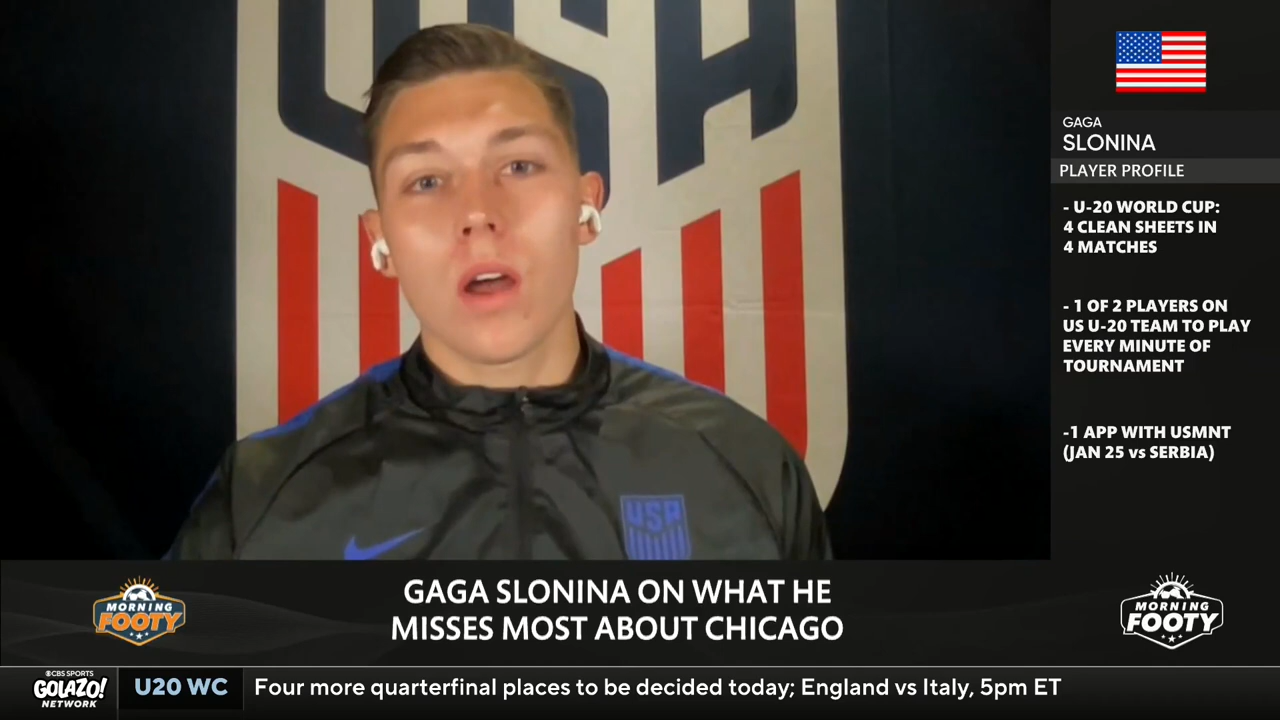 USA
GAGA
SLONINA
PLAYER PROFILE
- U-20 WORLD CUP:
4 CLEAN SHEETS IN
4 MATCHES
- 1 OF 2 PLAYERS ON
US U-20 TEAM TO PLAY
EVERY MINUTE OF
TOURNAMENT
-1 APP WITH USMNT
(JAN 25 vs SERBIA)
USA
MORNING
FOOTY
GAGA SLONINA ON WHAT HE
MISSES MOST ABOUT CHICAGO
MORNING
FOOTY
CBS SPORTS
GOLAZO!
NETWORK
U20 WC
Four more quarterfinal places to be decided today; England vs Italy, 5pm ET